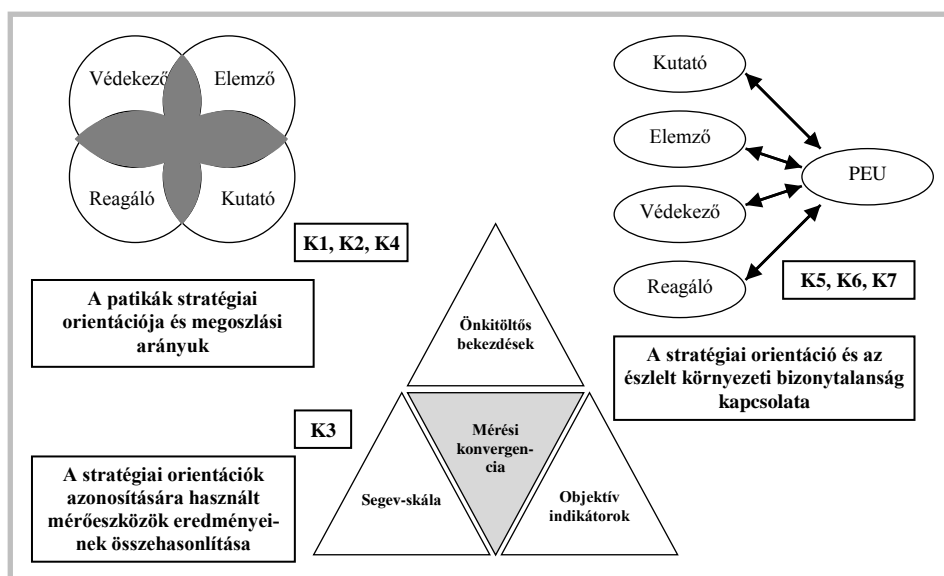 Védekező
Elemző
Reagáló
Kutató
K1, K2, K4
A patikák stratégiai
orientációja és megoszlási
arányuk
Kutató
Elemző
Védekező
Reagáló
PEU
K5, K6, K7
A stratégiai orientáció és az
észlelt környezeti bizonytalanság
kapcsolata
Önkitöltős
bekezdések
Mérési
konvergen-
cia
Segev-skála
Objektív
indikátorok
K3
A stratégiai orientációk
azonosítására használt
mérőeszközök eredményei-
nek összehasonlítása